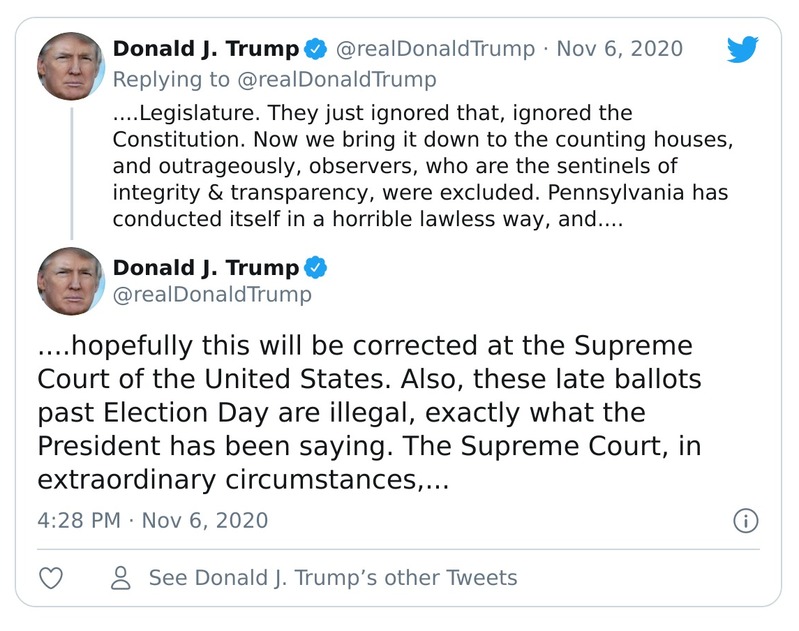 Donald J. Trump @realDonaldTrump · Nov 6, 2020
Replying to @realDonaldTrump
....Legislature. They just ignored that, ignored the
Constitution. Now we bring it down to the counting houses,
and outrageously, observers, who are the sentinels of
integrity & transparency, were excluded. Pennsylvania has
conducted itself in a horrible lawless way, and....
Donald J. Trump
@realDonaldTrump
....hopefully this will be corrected at the Supreme
Court of the United States. Also, these late ballots
past Election Day are illegal, exactly what the
President has been saying. The Supreme Court, in
extraordinary circumstances,...
4:28 PM · Nov 6, 2020
See Donald J. Trump’s other Tweets